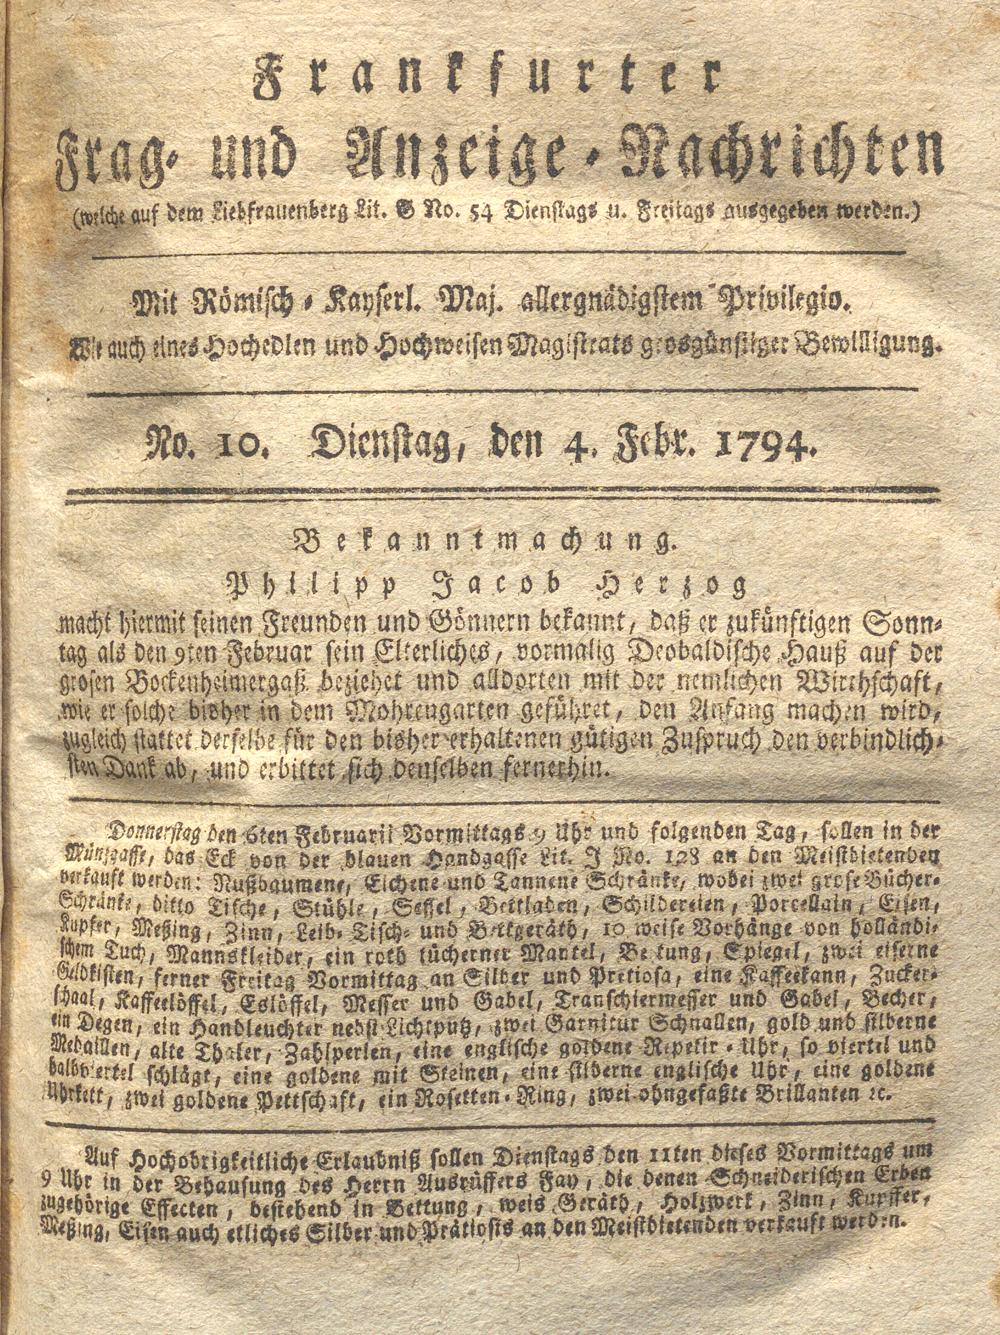 Frankfurter
Frag- und Anzeige-Nachrichten
(welche auf dem Liebfrauenberg Lit. G No. 54 Dienstags u. Freitags ausgegeben werden.)
Mit Römisch-Kayserl. Maj. allergnädigstem Privilegio.
Wie auch eines Hochedlen und Hochweisen Magistrats grosgünstiger Bewilligung.
No. 10. Dienstag, den 4. Febr. 1794.
Bekanntmachung.
Philipp Jacob Herzog
macht hiermit seinen Freunden und Gönnern bekannt, daß er zukünftigen Sonn-
tag als den 9ten Februar sein Elterliches, vormalig Deobaldische Hauß auf der
grosen Bockenheimergaß beziehet und alldorten mit der nemlichen Wirthschaft,
wie er solche bisher in dem Mohrengarten geführet, den Anfang machen wird,
zugleich stattet derselbe für den bisher erhaltenen gütigen Zuspruch den verbindlich-
sten Dank ab, und erbittet sich denselben fernerhin.
Donnerstag den 6ten Februarii Vormittags 9 Uhr und folgenden Tag, sollen in der
Münzgasse, das Eck von der blauen Handgasse Lit. J No. 128 an den Meistbietenden
verkauft werden: Nußbaumene, Eichene und Tannene Schränke, wobei zwei grose Bücher-
Schränke, ditto Tische, Stühle, Sessel, Bettladen, Schildereien, Porcellain, Eisen,
Kupfer, Meßing, Zinn, Leib- Tisch- und Bettgeräth, 10 weise Vorhänge von holländi-
schem Tuch, Mannskleider, ein roth tücherner Mantel, Bettung, Spiegel, zwei eiserne
Geldkisten, ferner Freitag Vormittag an Silber und Pretiosa, eine Kaffeekann, Zucker-
schaal, Kaffeelöffel, Eslöffel, Messer und Gabel, Transchiermesser und Gabel, Becher,
ein Degen, ein Handleuchter nebst Lichtputz, zwei Garnitur Schnallen, gold und silberne
Medaillen, alte Thaler, Zahlperlen, eine englische goldene Repetir-Uhr, so viertel und
halbviertel schlägt, eine goldene mit Steinen, eine silberne englische Uhr, eine goldene
Uhrkett, zwei goldene Pettschaft, ein Rosetten-Ring, zwei ohngefaßte Brillanten ꝛc.
Auf Hochobrigkeitliche Erlaubniß sollen Dienstags den 11ten dieses Vormittags um
9 Uhr in der Behausung des Herrn Ausrüffers Fay, die denen Schneiderischen Erben
zugehörige Effecten, bestehend in Bettung, weis Geräth, Holzwerk, Zinn, Kupffer,
Meßing, Eisen auch etliches Silber und Prätiosis an den Meistbietenden verkauft werden.